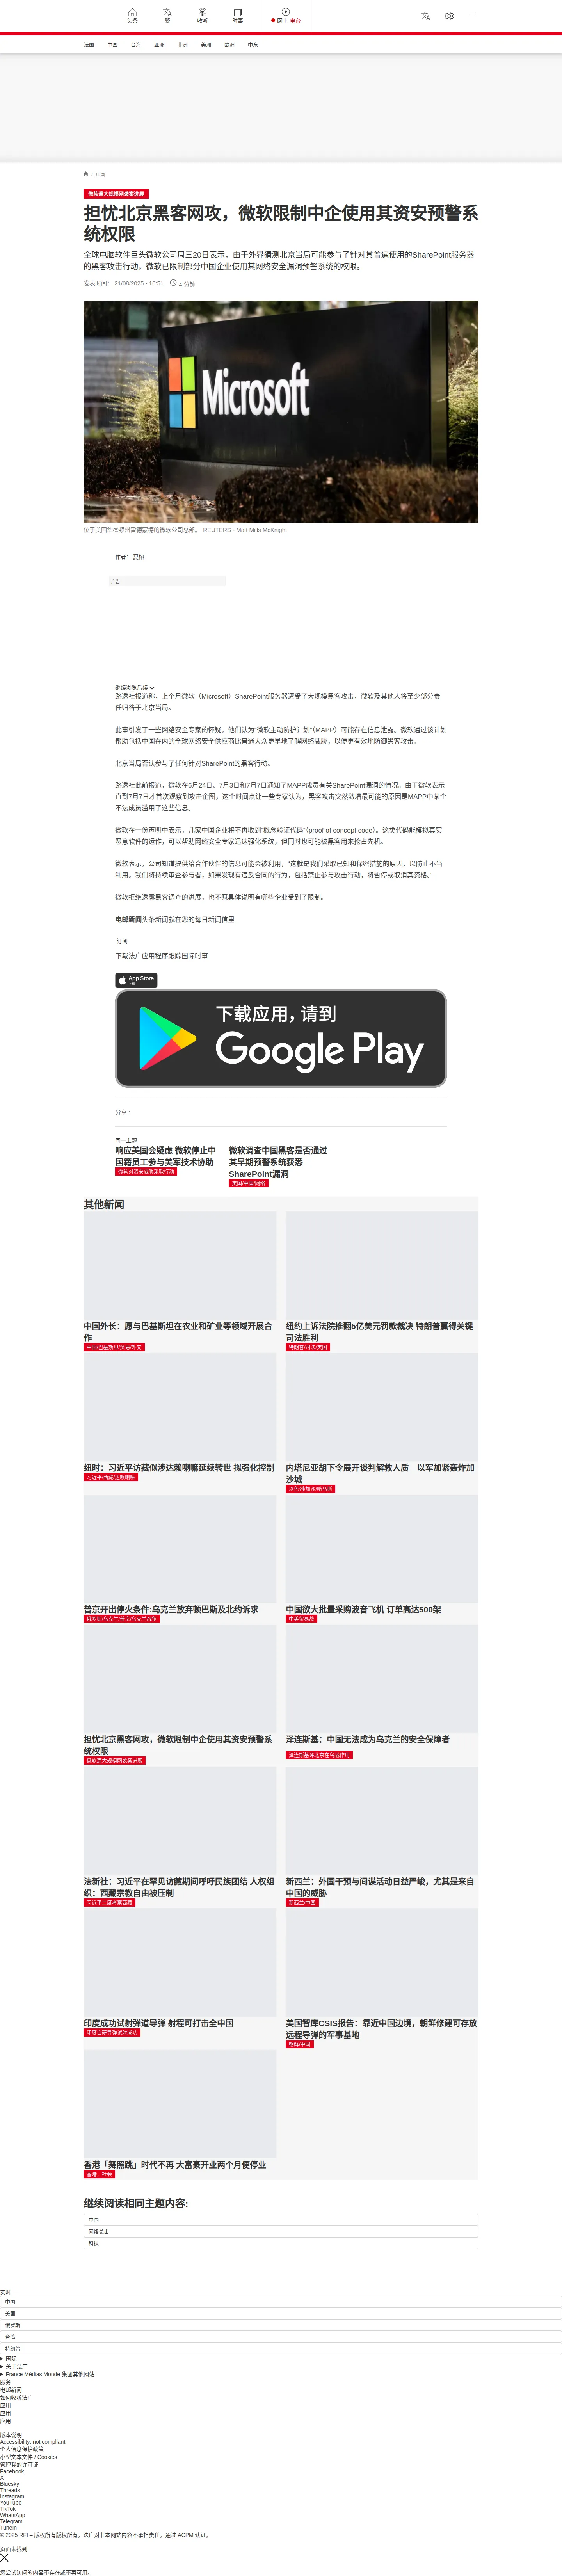 头条
繁
收听
时事
网上 电台
法国
中国
台海
亚洲
非洲
美洲
欧洲
中东
/ 中国
微软遭大规模网袭案进展
担忧北京黑客网攻，微软限制中企使用其资安预警系
统权限
全球电脑软件巨头微软公司周三20日表示，由于外界猜测北京当局可能参与了针对其普遍使用的SharePoint服务器
的黑客攻击行动，微软已限制部分中国企业使用其网络安全漏洞预警系统的权限。
发表时间： 21/08/2025 - 16:51
4 分钟
Microsoft
位于美国华盛顿州雷德蒙德的微软公司总部。 REUTERS - Matt Mills McKnight
作者： 夏榕
广告
继续浏览后续
路透社报道称，上个月微软（Microsoft）SharePoint服务器遭受了大规模黑客攻击，微软及其他人将至少部分责
任归咎于北京当局。
此事引发了一些网络安全专家的怀疑，他们认为“微软主动防护计划”（MAPP）可能存在信息泄露。微软通过该计划
帮助包括中国在内的全球网络安全供应商比普通大众更早地了解网络威胁，以便更有效地防御黑客攻击。
北京当局否认参与了任何针对SharePoint的黑客行动。
路透社此前报道，微软在6月24日、7月3日和7月7日通知了MAPP成员有关SharePoint漏洞的情况。由于微软表示
直到7月7日才首次观察到攻击企图，这个时间点让一些专家认为，黑客攻击突然激增最可能的原因是MAPP中某个
不法成员滥用了这些信息。
微软在一份声明中表示，几家中国企业将不再收到“概念验证代码”（proof of concept code）。这类代码能模拟真实
恶意软件的运作，可以帮助网络安全专家迅速强化系统，但同时也可能被黑客用来抢占先机。
微软表示，公司知道提供给合作伙伴的信息可能会被利用，“这就是我们采取已知和保密措施的原因，以防止不当
利用。我们将持续审查参与者，如果发现有违反合同的行为，包括禁止参与攻击行动，将暂停或取消其资格。”
微软拒绝透露黑客调查的进展，也不愿具体说明有哪些企业受到了限制。
电邮新闻头条新闻就在您的每日新闻信里
订阅
下载法广应用程序跟踪国际时事
App Store
下载
下载应用，请到
Google Play
分享 :
同一主题
响应美国会疑虑 微软停止中
国籍员工参与美军技术协助
微软对资安威胁采取行动
微软调查中国黑客是否通过
其早期预警系统获悉
SharePoint漏洞
美国/中国/网络
其他新闻
中国外长：愿与巴基斯坦在农业和矿业等领域开展合
作
中国/巴基斯坦/贸易/外交
纽约上诉法院推翻5亿美元罚款裁决 特朗普赢得关键
司法胜利
特朗普/司法/美国
纽时：习近平访藏似涉达赖喇嘛延续转世 拟强化控制
习近平/西藏/达赖喇嘛
内塔尼亚胡下令展开谈判解救人质　以军加紧轰炸加
沙城
以色列/加沙/哈马斯
普京开出停火条件:乌克兰放弃顿巴斯及北约诉求
俄罗斯/乌克兰/普京/乌克兰战争
中国欲大批量采购波音飞机 订单高达500架
中美贸易战
担忧北京黑客网攻，微软限制中企使用其资安预警系
统权限
微软遭大规模网袭案进展
泽连斯基：中国无法成为乌克兰的安全保障者
泽连斯基评北京在乌战作用
法新社：习近平在罕见访藏期间呼吁民族团结 人权组
织：西藏宗教自由被压制
习近平二度考察西藏
新西兰：外国干预与间谍活动日益严峻，尤其是来自
中国的威胁
新西兰/中国
印度成功试射弹道导弹 射程可打击全中国
印度自研导弹试射成功
美国智库CSIS报告：靠近中国边境，朝鲜修建可存放
远程导弹的军事基地
朝鲜/中国
香港「舞照跳」时代不再 大富豪开业两个月便停业
香港、社会
继续阅读相同主题内容:
中国
网络袭击
科技
实时
中国
美国
俄罗斯
台湾
特朗普
国际
关于法广
France Médias Monde 集团其他网站
服务
电邮新闻
如何收听法广
应用
应用
应用
版本说明
Accessibility: not compliant
个人信息保护政策
小型文本文件 / Cookies
管理我的许可证
Facebook
X
Bluesky
Threads
Instagram
YouTube
TikTok
WhatsApp
Telegram
TuneIn
© 2025 RFI – 版权所有版权所有。法广对非本网站内容不承担责任。通过 ACPM 认证。
页面未找到
您尝试访问的内容不存在或不再可用。